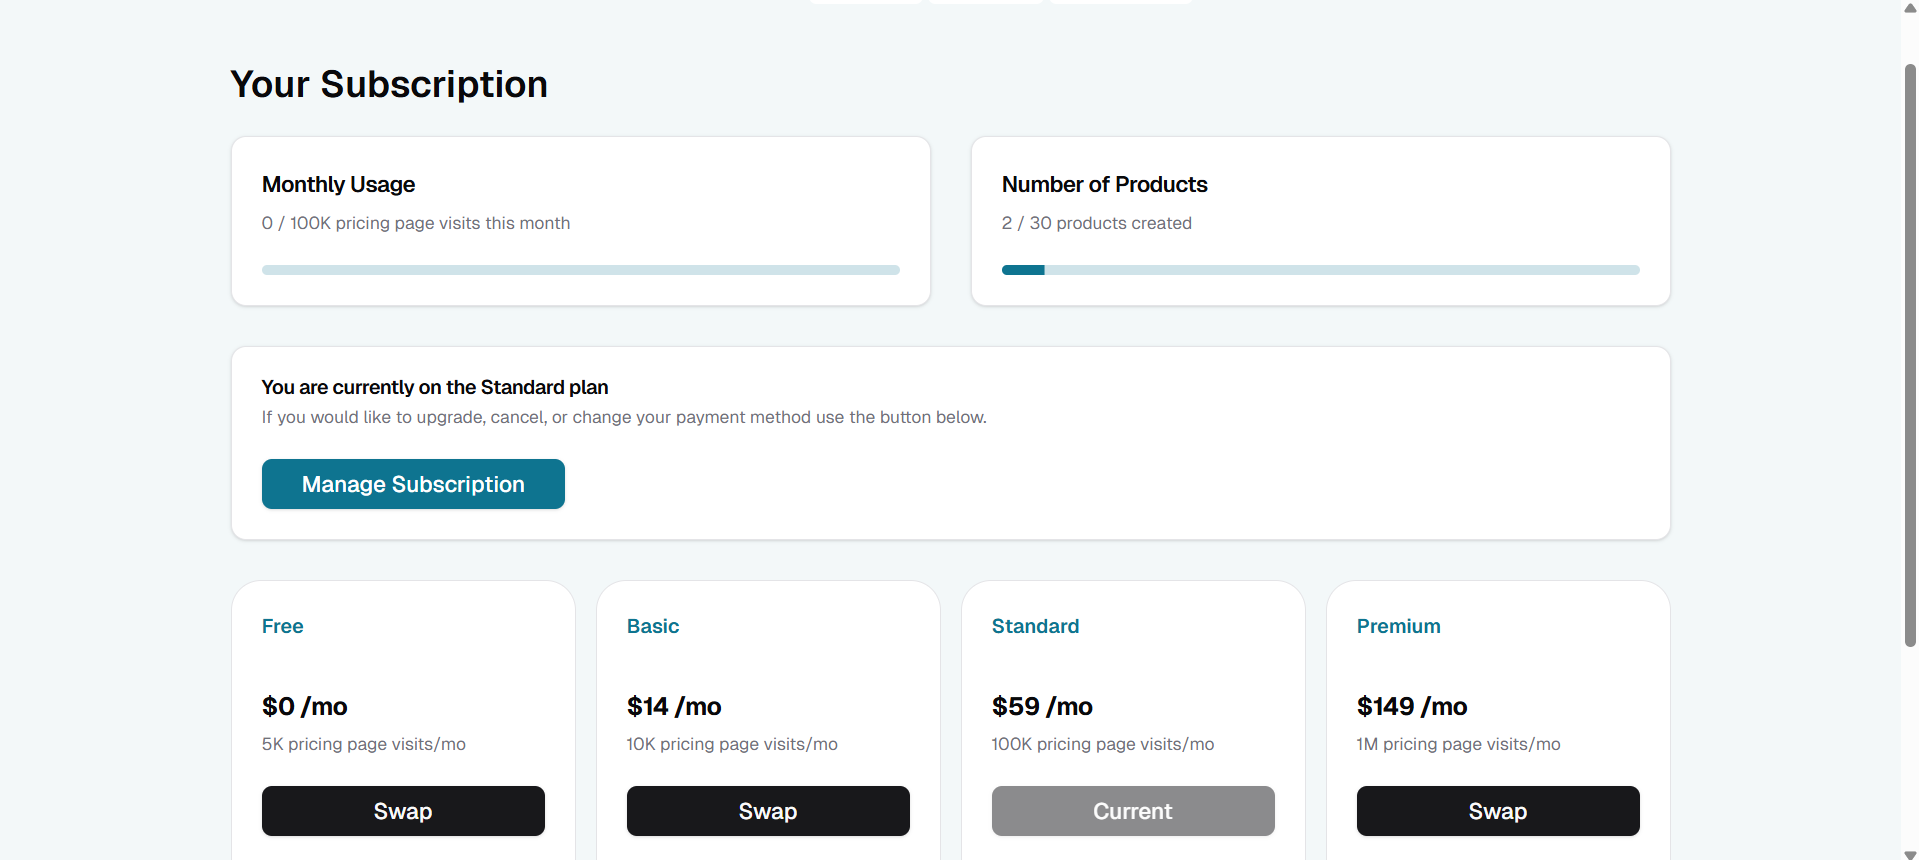 Your Subscription
Monthly Usage
0 / 100K pricing page visits this month
Number of Products
2 / 30 products created
You are currently on the Standard plan
If you would like to upgrade, cancel, or change your payment method use the button below.
Manage Subscription
Free
$0 /mo
5K pricing page visits/mo
Swap
Basic
$14 /mo
10K pricing page visits/mo
Swap
Standard
$59 /mo
100K pricing page visits/mo
Current
Premium
$149 /mo
1M pricing page visits/mo
Swap